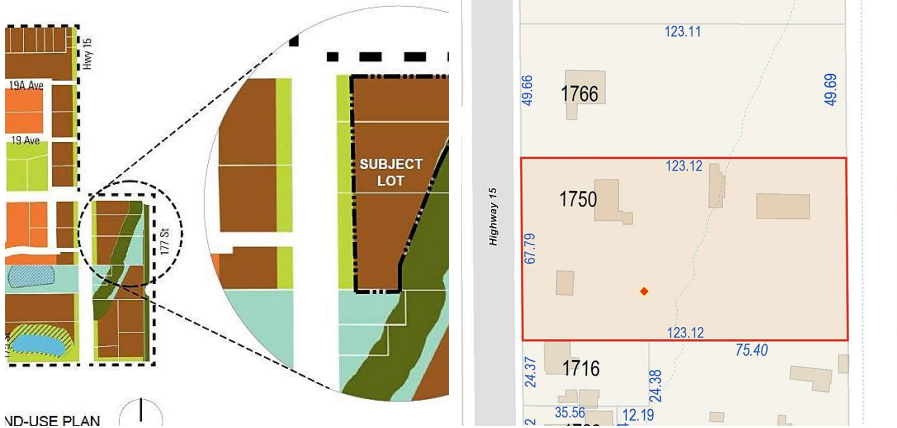 Hwy 15
19A Ave
19 Ave
177 St
SUBJECT
LOT
ND-USE PLAN
123.11
49.66
1766
49.69
123.12
1750
Highway 15
67.79
123.12
75.40
24.37
1716
24.38
35.56
12.19